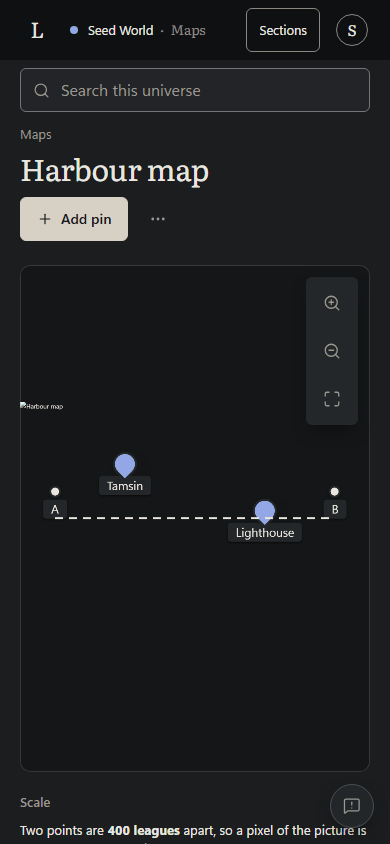 L
Seed World · Maps
Sections
S
Search this universe
Maps
Harbour map
Add pin
Harbour map
Tamsin
A
B
Lighthouse
Scale
Two points are 400 leagues apart, so a pixel of the picture is